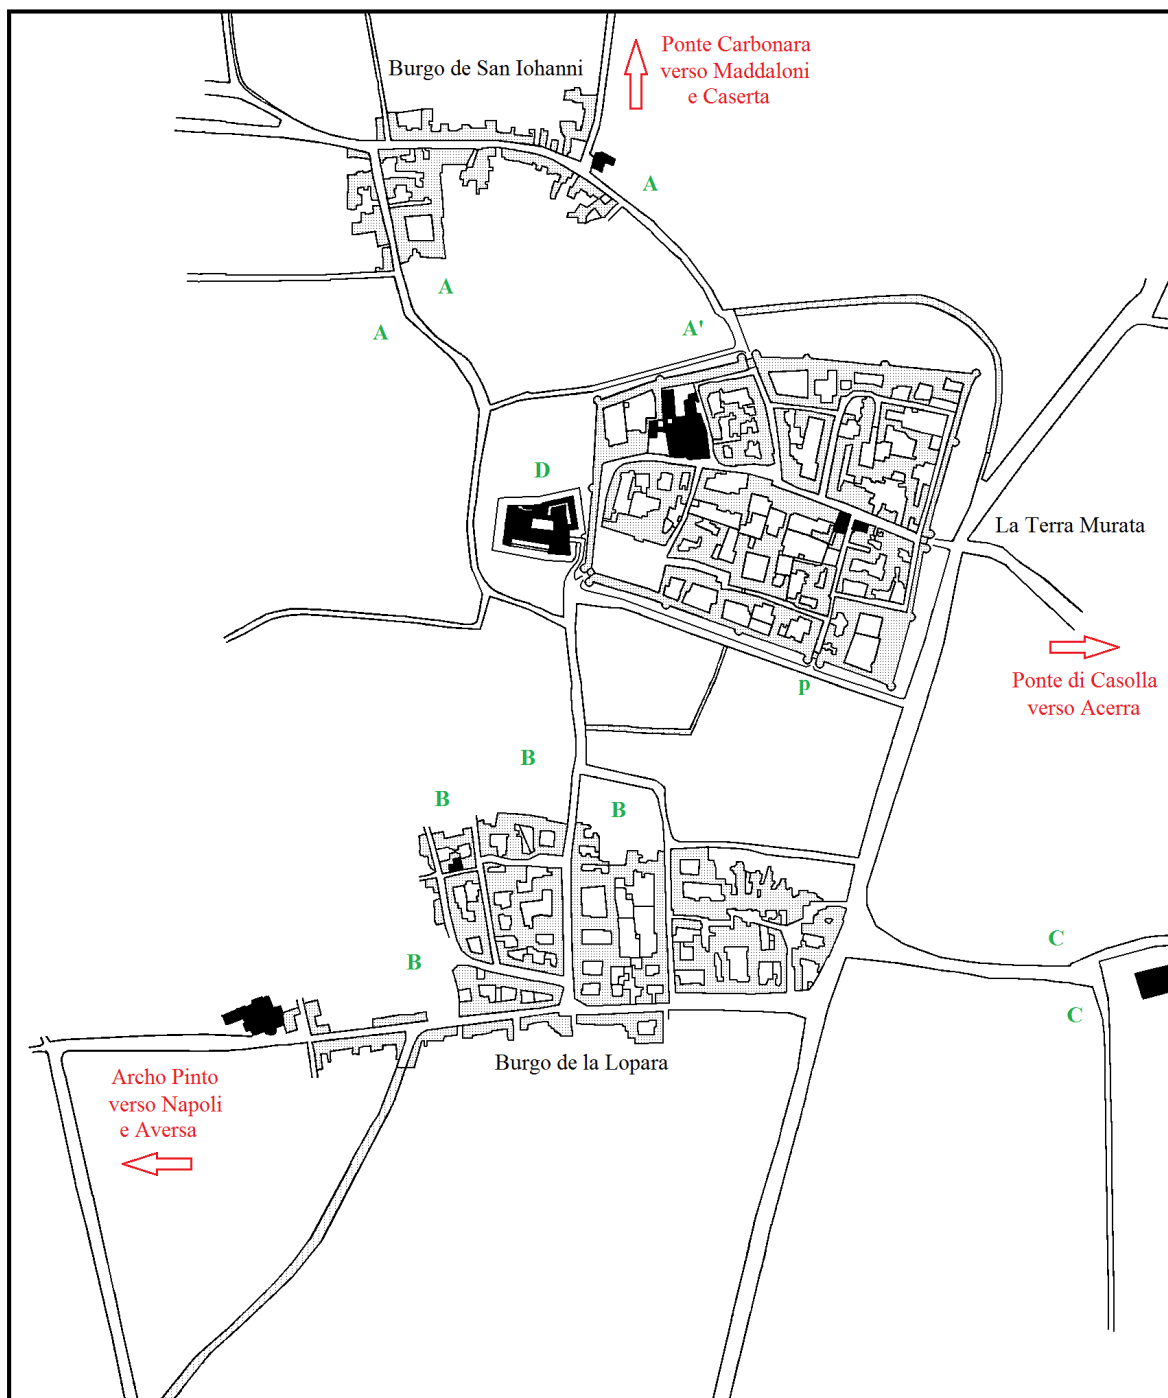 Ponte Carbonara
verso Maddaloni
e Caserta
Burgo de San Iohanni
A
A
A
A'
D
La Terra Murata
Ponte di Casolla
verso Acerra
p
B
B
B
B
C
C
Burgo de la Lopara
Archo Pinto
verso Napoli
e Aversa